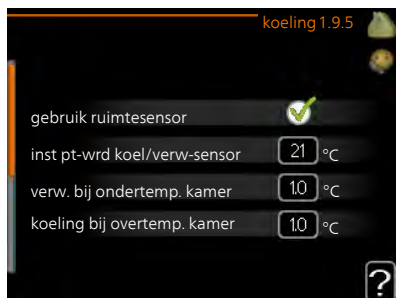 koeling 1.9.5
gebruik ruimtesensor
inst pt-wrd koel/verw-sensor 21 °C
verw. bij ondertemp. kamer 1.0 °C
koeling bij overtemp. kamer 1.0 °C
?